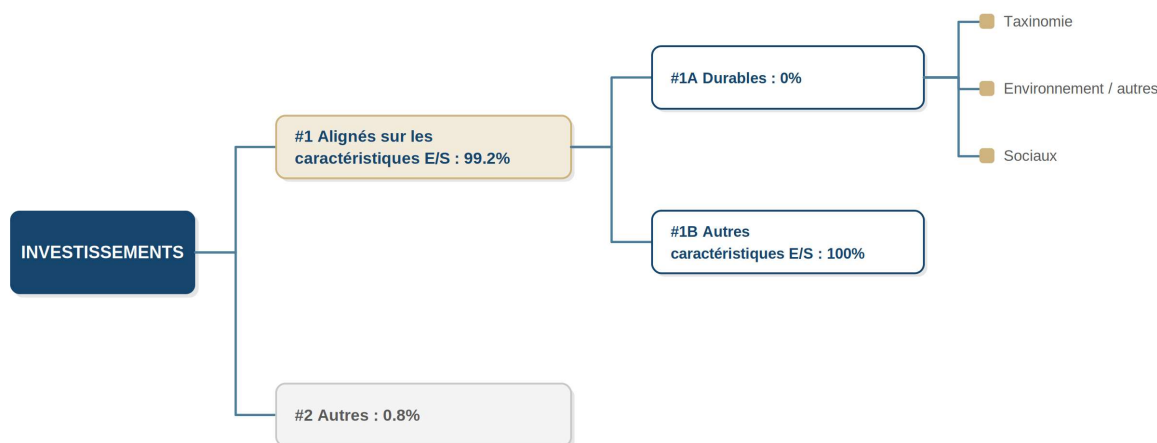 INVESTISSEMENTS
#1 Alignés sur les
caractéristiques E/S : 99.2%
#2 Autres : 0.8%
#1A Durables : 0%
#1B Autres
caractéristiques E/S : 100%
Taxinomie
Environnement / autres
Sociaux